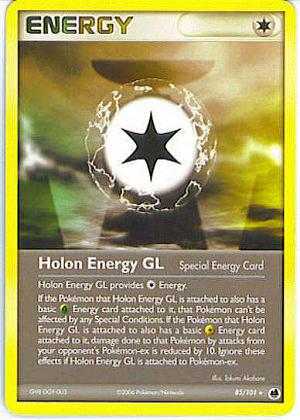 ENERGY
Holon Energy GL Special Energy Card
Holon Energy GL provides Energy.
If the Pokémon that Holon Energy GL is attached to also has a
basic Energy card attached to it, that Pokémon can't be
affected by any Special Conditions. If the Pokémon that Holon
Energy GL is attached to also has a basic Energy card
attached to it, damage done to that Pokémon by attacks from
your opponent's Pokémon-ex is reduced by 10. Ignore these
effects if Holon Energy GL is attached to Pokémon-ex.
Illus. Takumi Akabane
©2006 Pokémon/Nintendo
85/101